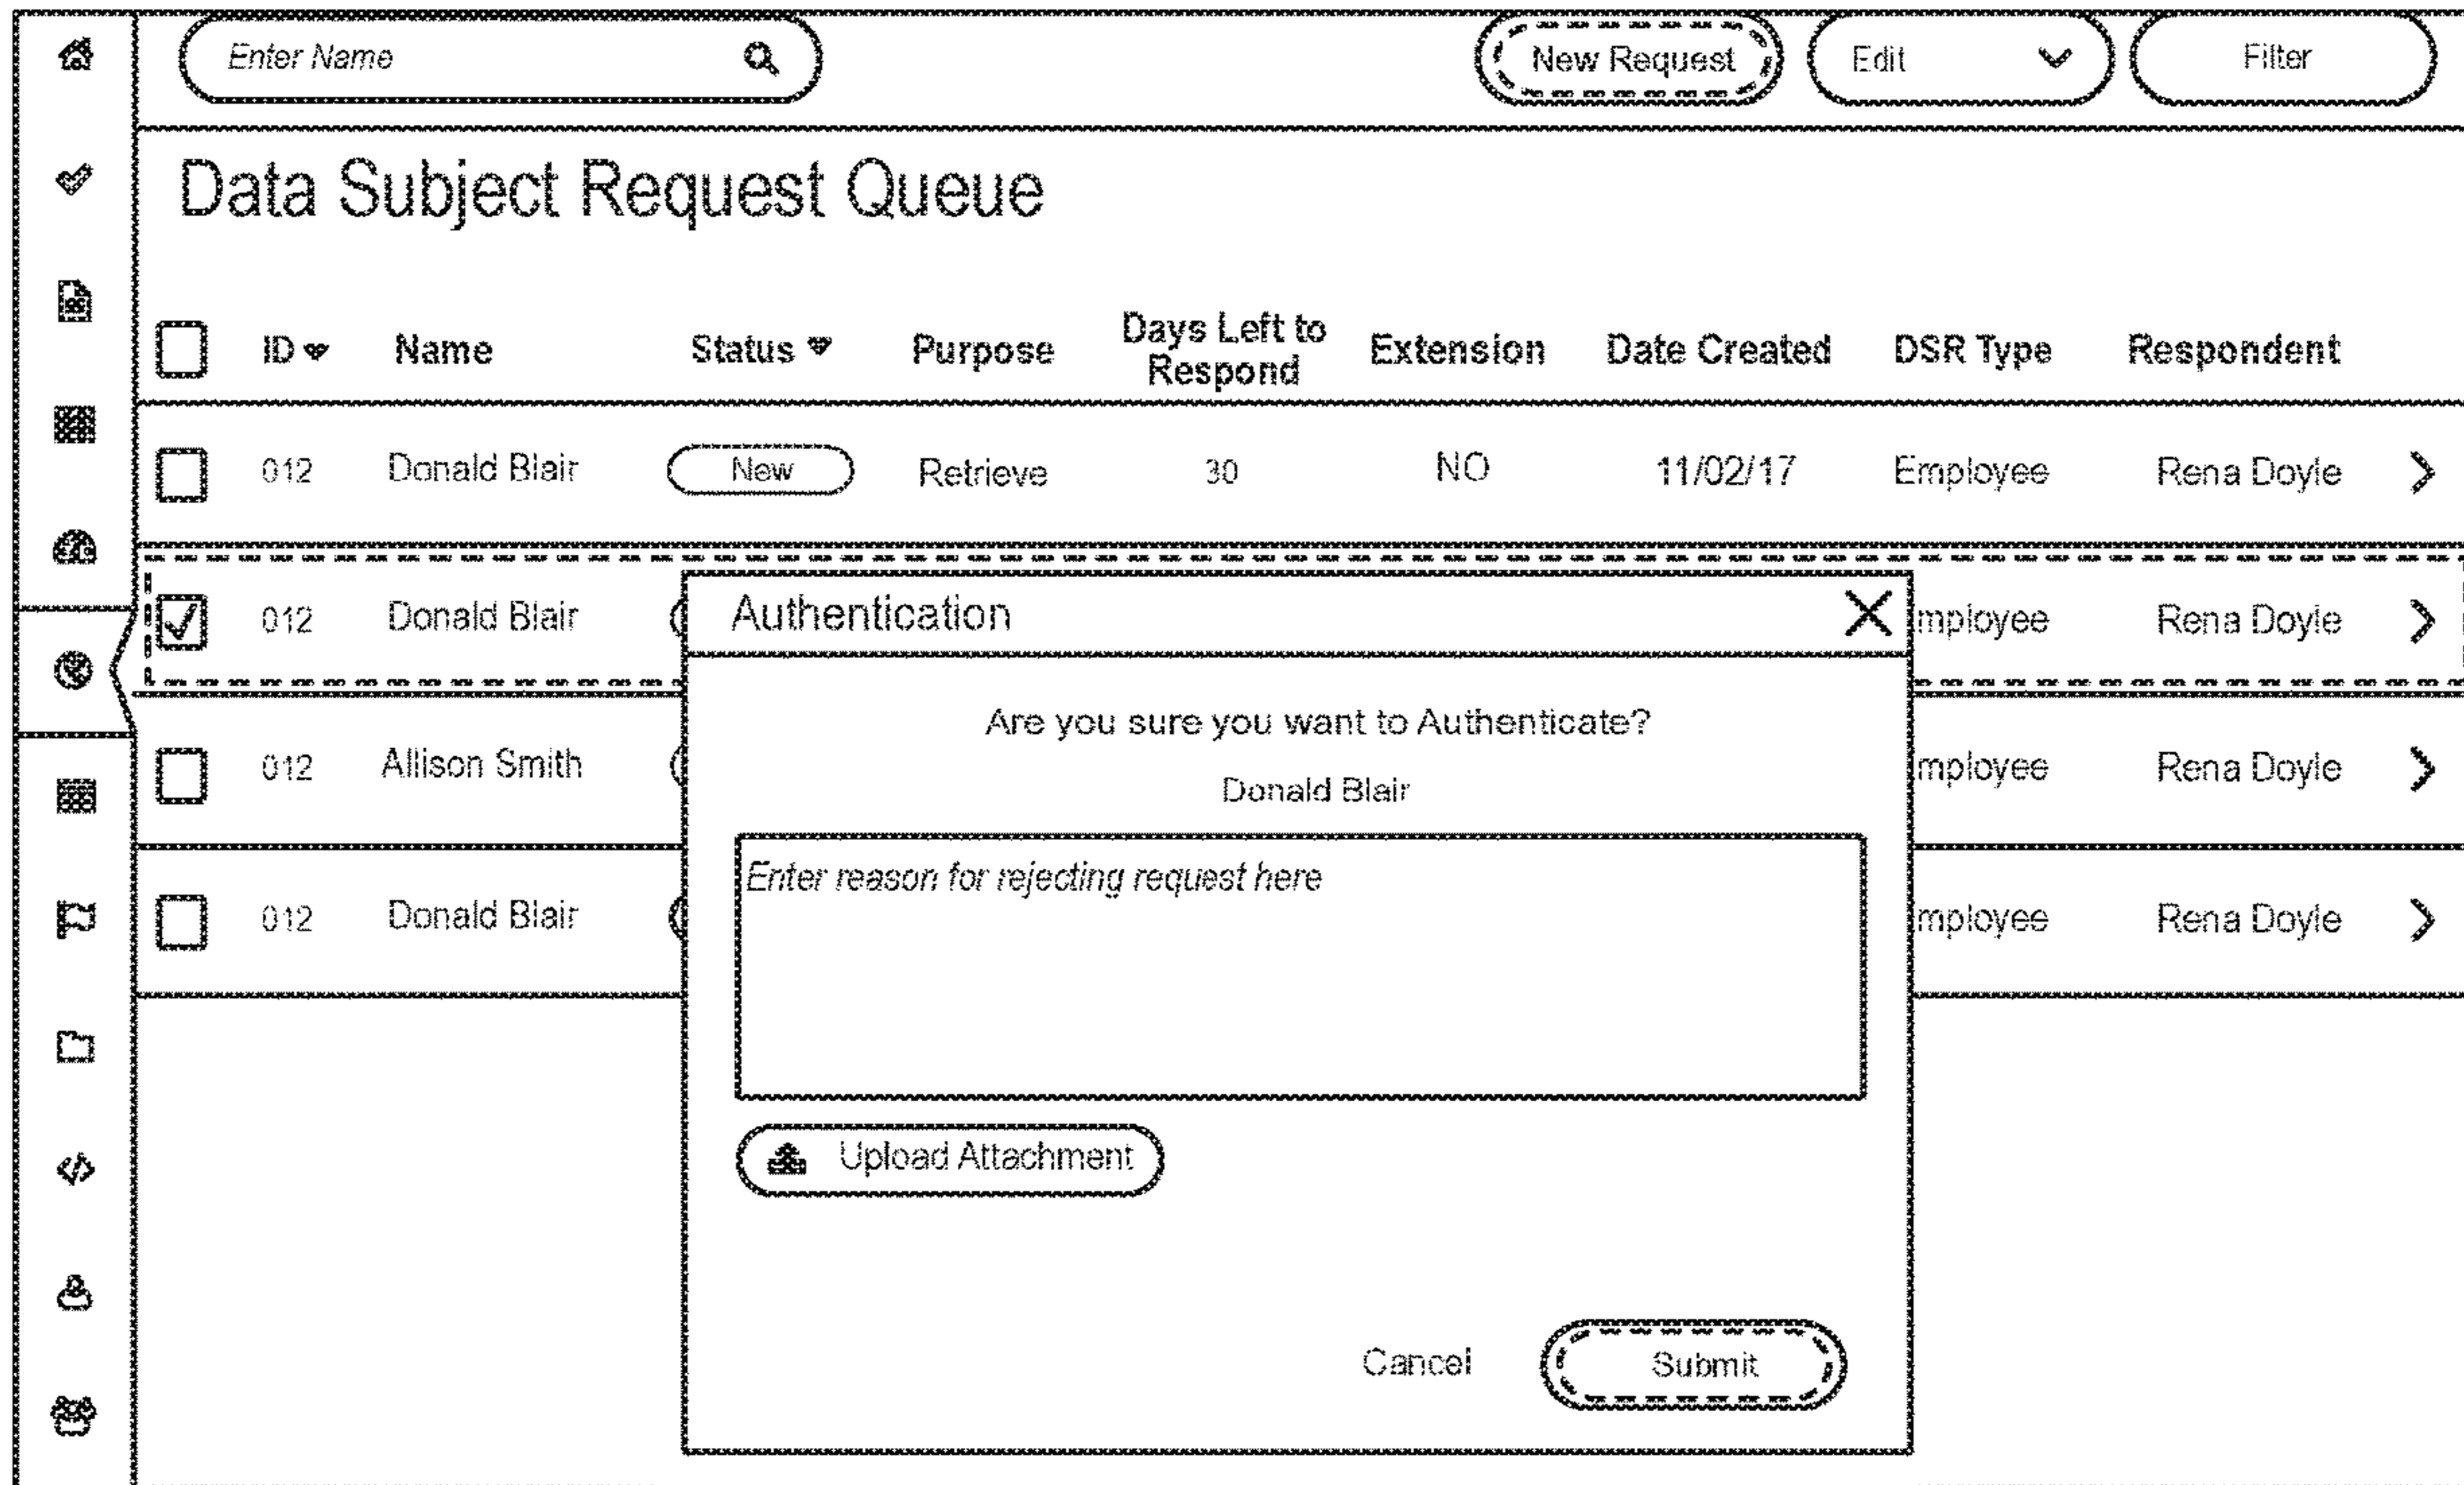 Enter Name New Request Edit Filter
Data Subject Request Queue
ID Name Status Purpose Days Left to Respond Extension Date Created DSR Type Respondent
012 Donald Blair New Retrieve 30 NO 11/02/17 Employee Rena Doyle
012 Donald Blair mployee Rena Doyle
Authentication
Are you sure you want to Authenticate?
Donald Blair
012 Allison Smith mployee Rena Doyle
Enter reason for rejecting request here
012 Donald Blair mployee Rena Doyle
Upload Attachment
Cancel Submit